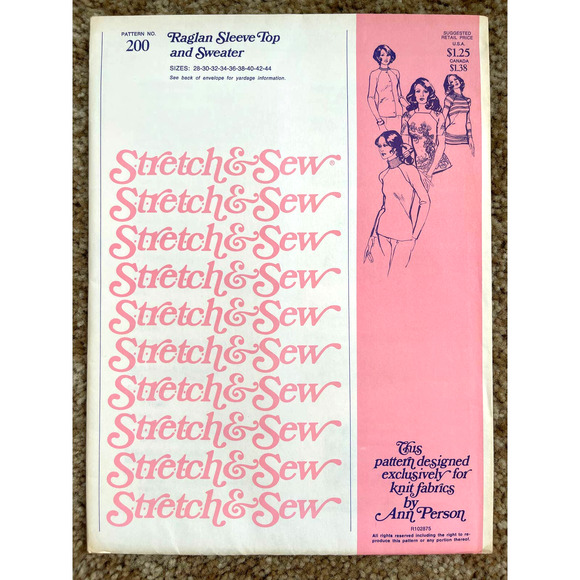 PATTERN NO.
200
Raglan Sleeve Top
and Sweater
SIZES: 28-30-32-34-36-38-40-42-44
See back of envelope for yardage information.
SUGGESTED
RETAIL PRICE
U.S.A.
$1.25
CANADA
$1.38
Stretch & Sew®
Stretch & Sew
Stretch & Sew
Stretch & Sew
Stretch & Sew
Stretch & Sew
Stretch & Sew
Stretch & Sew
Stretch & Sew
Stretch & Sew
This
pattern designed
exclusively for
knit fabrics
by
Ann Person
R102875
All rights reserved including the right to re-
produce this pattern or any portion thereof.